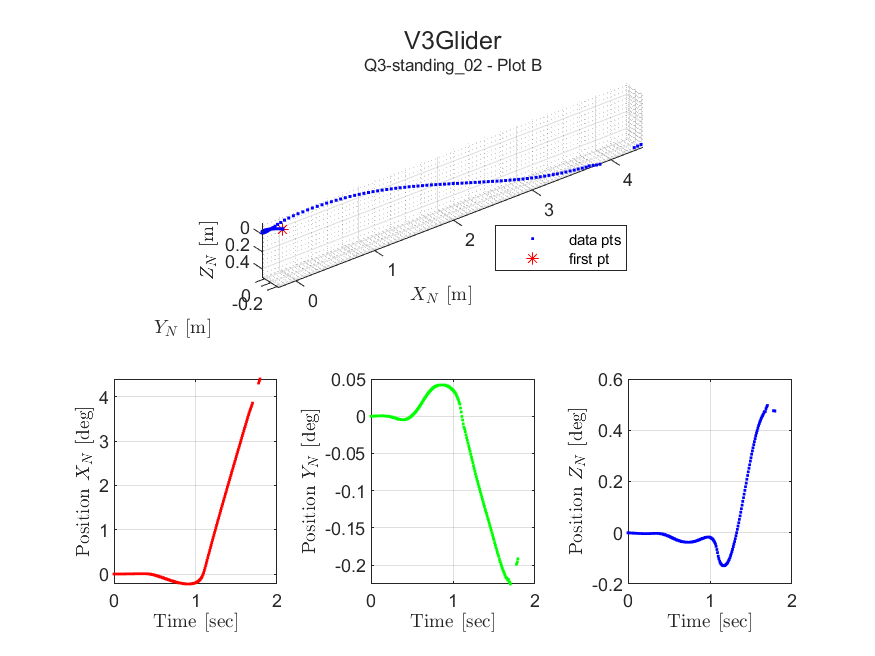 V3Glider
Q3-standing_02 - Plot B
0
0.2
0.4
Z_N [m]
0
-0.2
Y_N [m]
0
1
2
3
4
X_N [m]
data pts
first pt
4
3
2
1
0
Position X_N [deg]
0 1 2
Time [sec]
0.05
0
-0.05
-0.1
-0.15
-0.2
Position Y_N [deg]
0 1 2
Time [sec]
0.6
0.4
0.2
0
-0.2
Position Z_N [deg]
0 1 2
Time [sec]